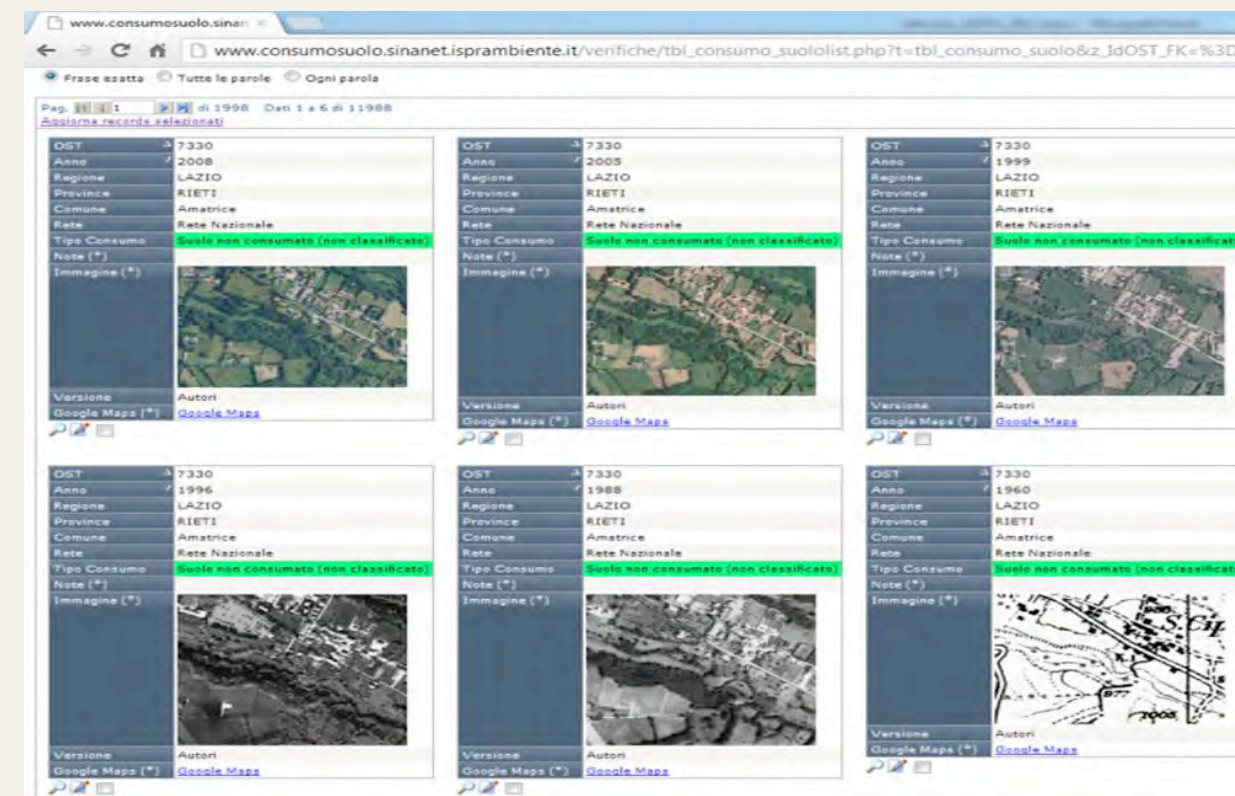 www.consumosuolo.sinan
www.consumosuolo.sinanet.isprambiente.it/verifiche/tbl_consumo_suololist.php?t=tbl_consumo_suolo&z_IdOST_FK=%3D
Frase esatta Tutte le parole Ogni parola
Pag. 1 di 1998 Dati 1 a 6 di 11988
Aggiorna records selezionati
OST 7330
Anno 2008
Regione LAZIO
Province RIETI
Comune Amatrice
Rete Rete Nazionale
Tipo Consumo Suolo non consumato (non classificato)
Note (*)
Immagine (*)
Versione Autori
Google Maps (*) Google Maps
OST 7330
Anno 2005
Regione LAZIO
Province RIETI
Comune Amatrice
Rete Rete Nazionale
Tipo Consumo Suolo non consumato (non classificato)
Note (*)
Immagine (*)
Versione Autori
Google Maps (*) Google Maps
OST 7330
Anno 1999
Regione LAZIO
Province RIETI
Comune Amatrice
Rete Rete Nazionale
Tipo Consumo Suolo non consumato (non classificat
Note (*)
Immagine (*)
Versione Autori
Google Maps (*) Google Maps
OST 7330
Anno 1996
Regione LAZIO
Province RIETI
Comune Amatrice
Rete Rete Nazionale
Tipo Consumo Suolo non consumato (non classificato)
Note (*)
Immagine (*)
Versione Autori
Google Maps (*) Google Maps
OST 7330
Anno 1988
Regione LAZIO
Province RIETI
Comune Amatrice
Rete Rete Nazionale
Tipo Consumo Suolo non consumato (non classificato)
Note (*)
Immagine (*)
Versione Autori
Google Maps (*) Google Maps
OST 7330
Anno 1960
Regione LAZIO
Province RIETI
Comune Amatrice
Rete Rete Nazionale
Tipo Consumo Suolo non consumato (non classificat
Note (*)
Immagine (*)
977
1005
Versione Autori
Google Maps (*) Google Maps